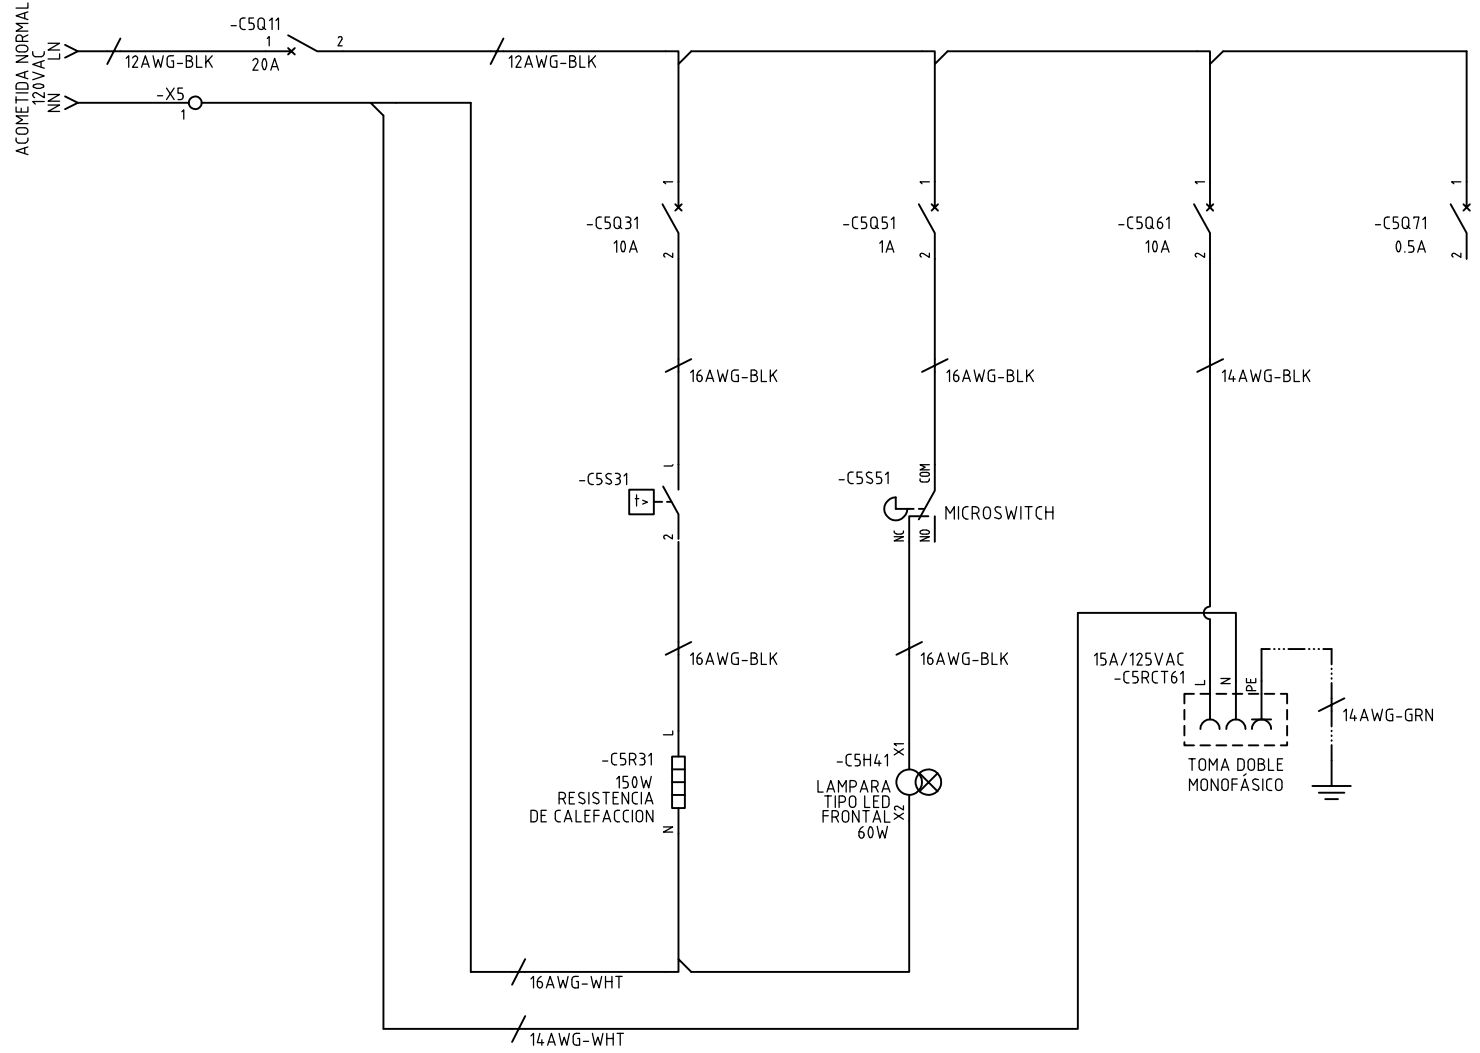 ACOMETIDA NORMAL
120VAC
LN
NN
12AWG-BLK
-C5Q11
1
2
20A
12AWG-BLK
-X5
1
1
-C5Q31
10A
2
1
-C5Q51
1A
2
1
-C5Q61
10A
2
1
-C5Q71
0.5A
2
16AWG-BLK
16AWG-BLK
14AWG-BLK
-C5S31
1
t>
2
-C5S51
COM
MICROSWITCH
NC
NO
16AWG-BLK
16AWG-BLK
15A/125VAC
-C5RCT61
L
N
PE
14AWG-GRN
TOMA DOBLE
MONOFÁSICO
L
-C5R31
150W
RESISTENCIA
DE CALEFACCION
N
X1
-C5H41
LAMPARA
TIPO LED
FRONTAL
60W
X2
16AWG-WHT
14AWG-WHT